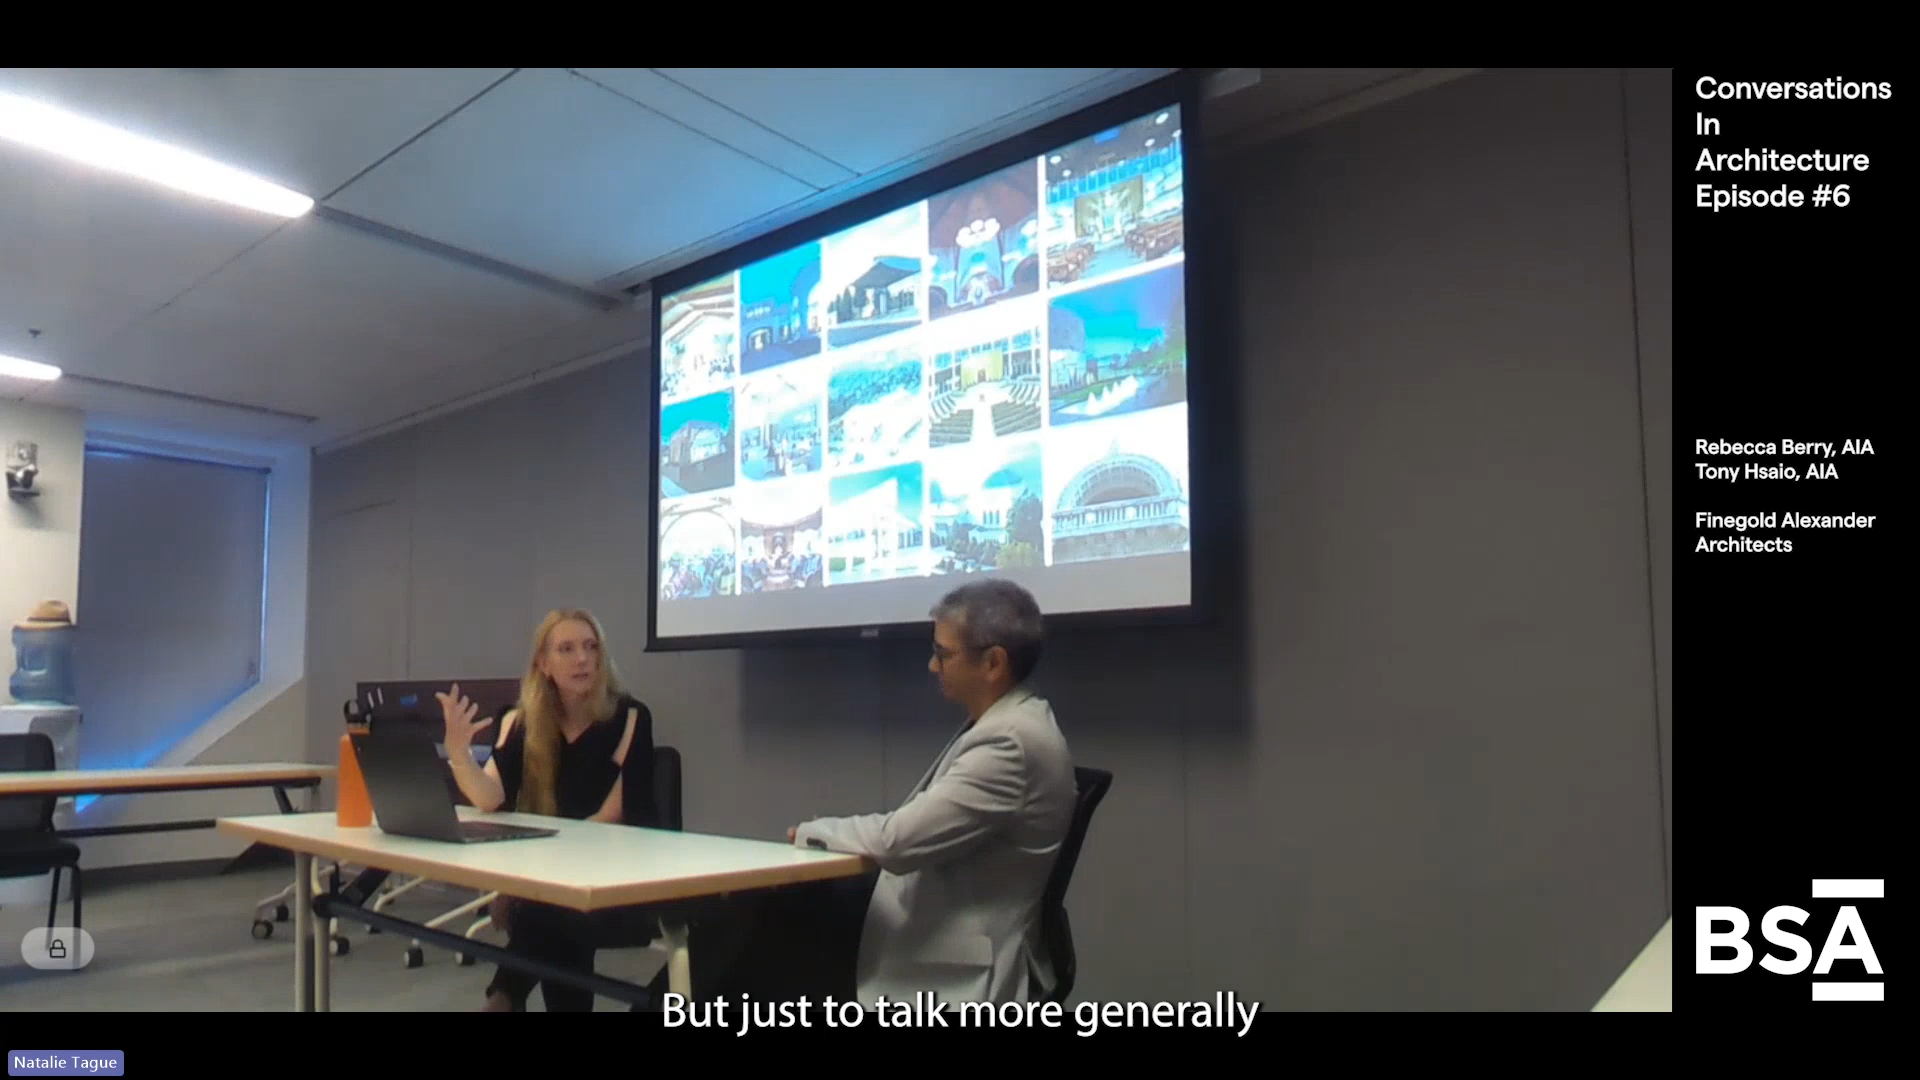 Conversations
In
Architecture
Episode #6
Rebecca Berry, AIA
Tony Hsaio, AIA
Finegold Alexander
Architects
BSA
But just to talk more generally
Natalie Tague